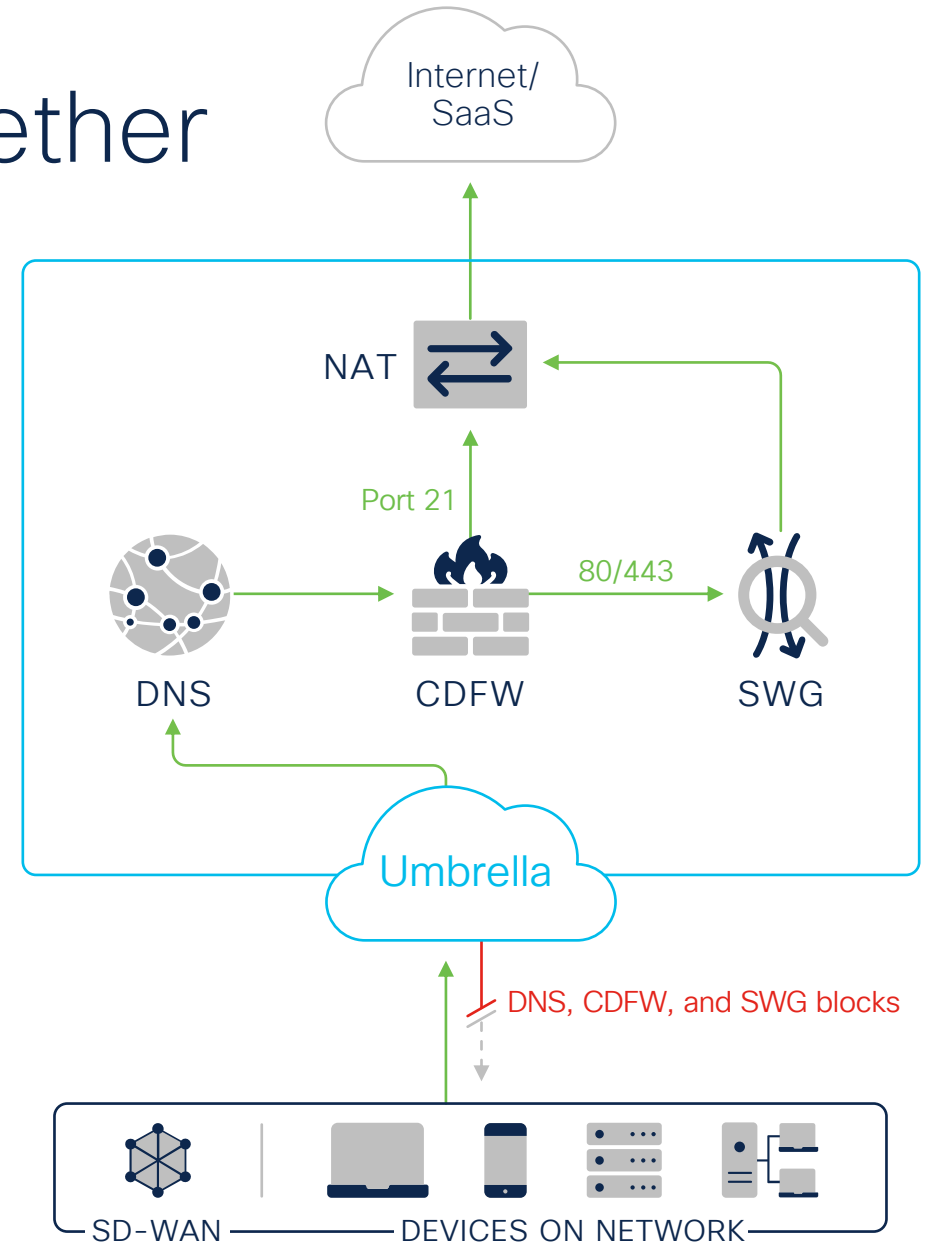 ether
Internet/
SaaS
NAT
Port 21
80/443
DNS
CDFW
SWG
Umbrella
DNS, CDFW, and SWG blocks
SD-WAN
DEVICES ON NETWORK